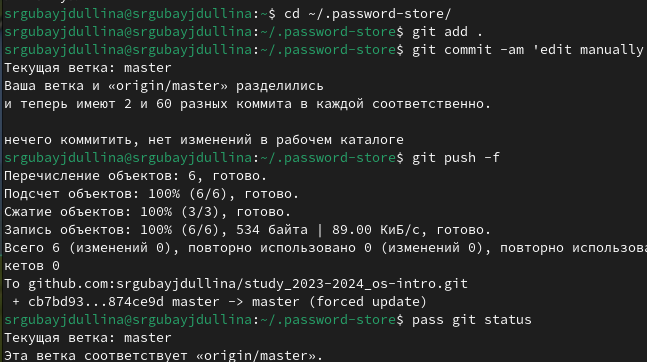 srgubayjdullina@srgubayjdullina:~$ cd ~/.password-store/
srgubayjdullina@srgubayjdullina:~/.password-store$ git add .
srgubayjdullina@srgubayjdullina:~/.password-store$ git commit -am 'edit manually
Текущая ветка: master
Ваша ветка и «origin/master» разделились
и теперь имеют 2 и 60 разных коммита в каждой соответственно.
нечего коммитить, нет изменений в рабочем каталоге
srgubayjdullina@srgubayjdullina:~/.password-store$ git push -f
Перечисление объектов: 6, готово.
Подсчет объектов: 100% (6/6), готово.
Сжатие объектов: 100% (3/3), готово.
Запись объектов: 100% (6/6), 534 байта | 89.00 КиБ/с, готово.
Всего 6 (изменений 0), повторно использовано 0 (изменений 0), повторно использова
кетов 0
To github.com:srgubayjdullina/study_2023-2024_os-intro.git
 + cb7bd93...874ce9d master -> master (forced update)
srgubayjdullina@srgubayjdullina:~/.password-store$ pass git status
Текущая ветка: master
Эта ветка соответствует «origin/master».